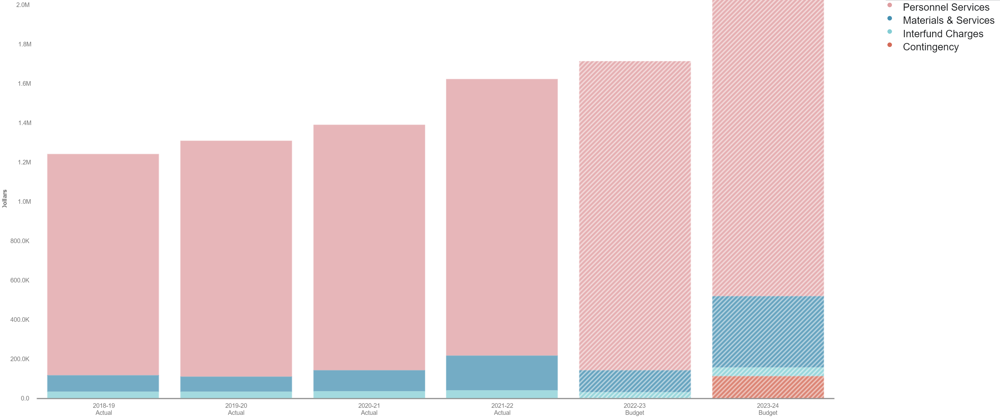 2.0M
1.8M
1.6M
1.4M
1.2M
1.0M
800.0K
600.0K
400.0K
200.0K
0.0
Dollars
2018-19
Actual
2019-20
Actual
2020-21
Actual
2021-22
Actual
2022-23
Budget
2023-24
Budget
Personnel Services
Materials & Services
Interfund Charges
Contingency